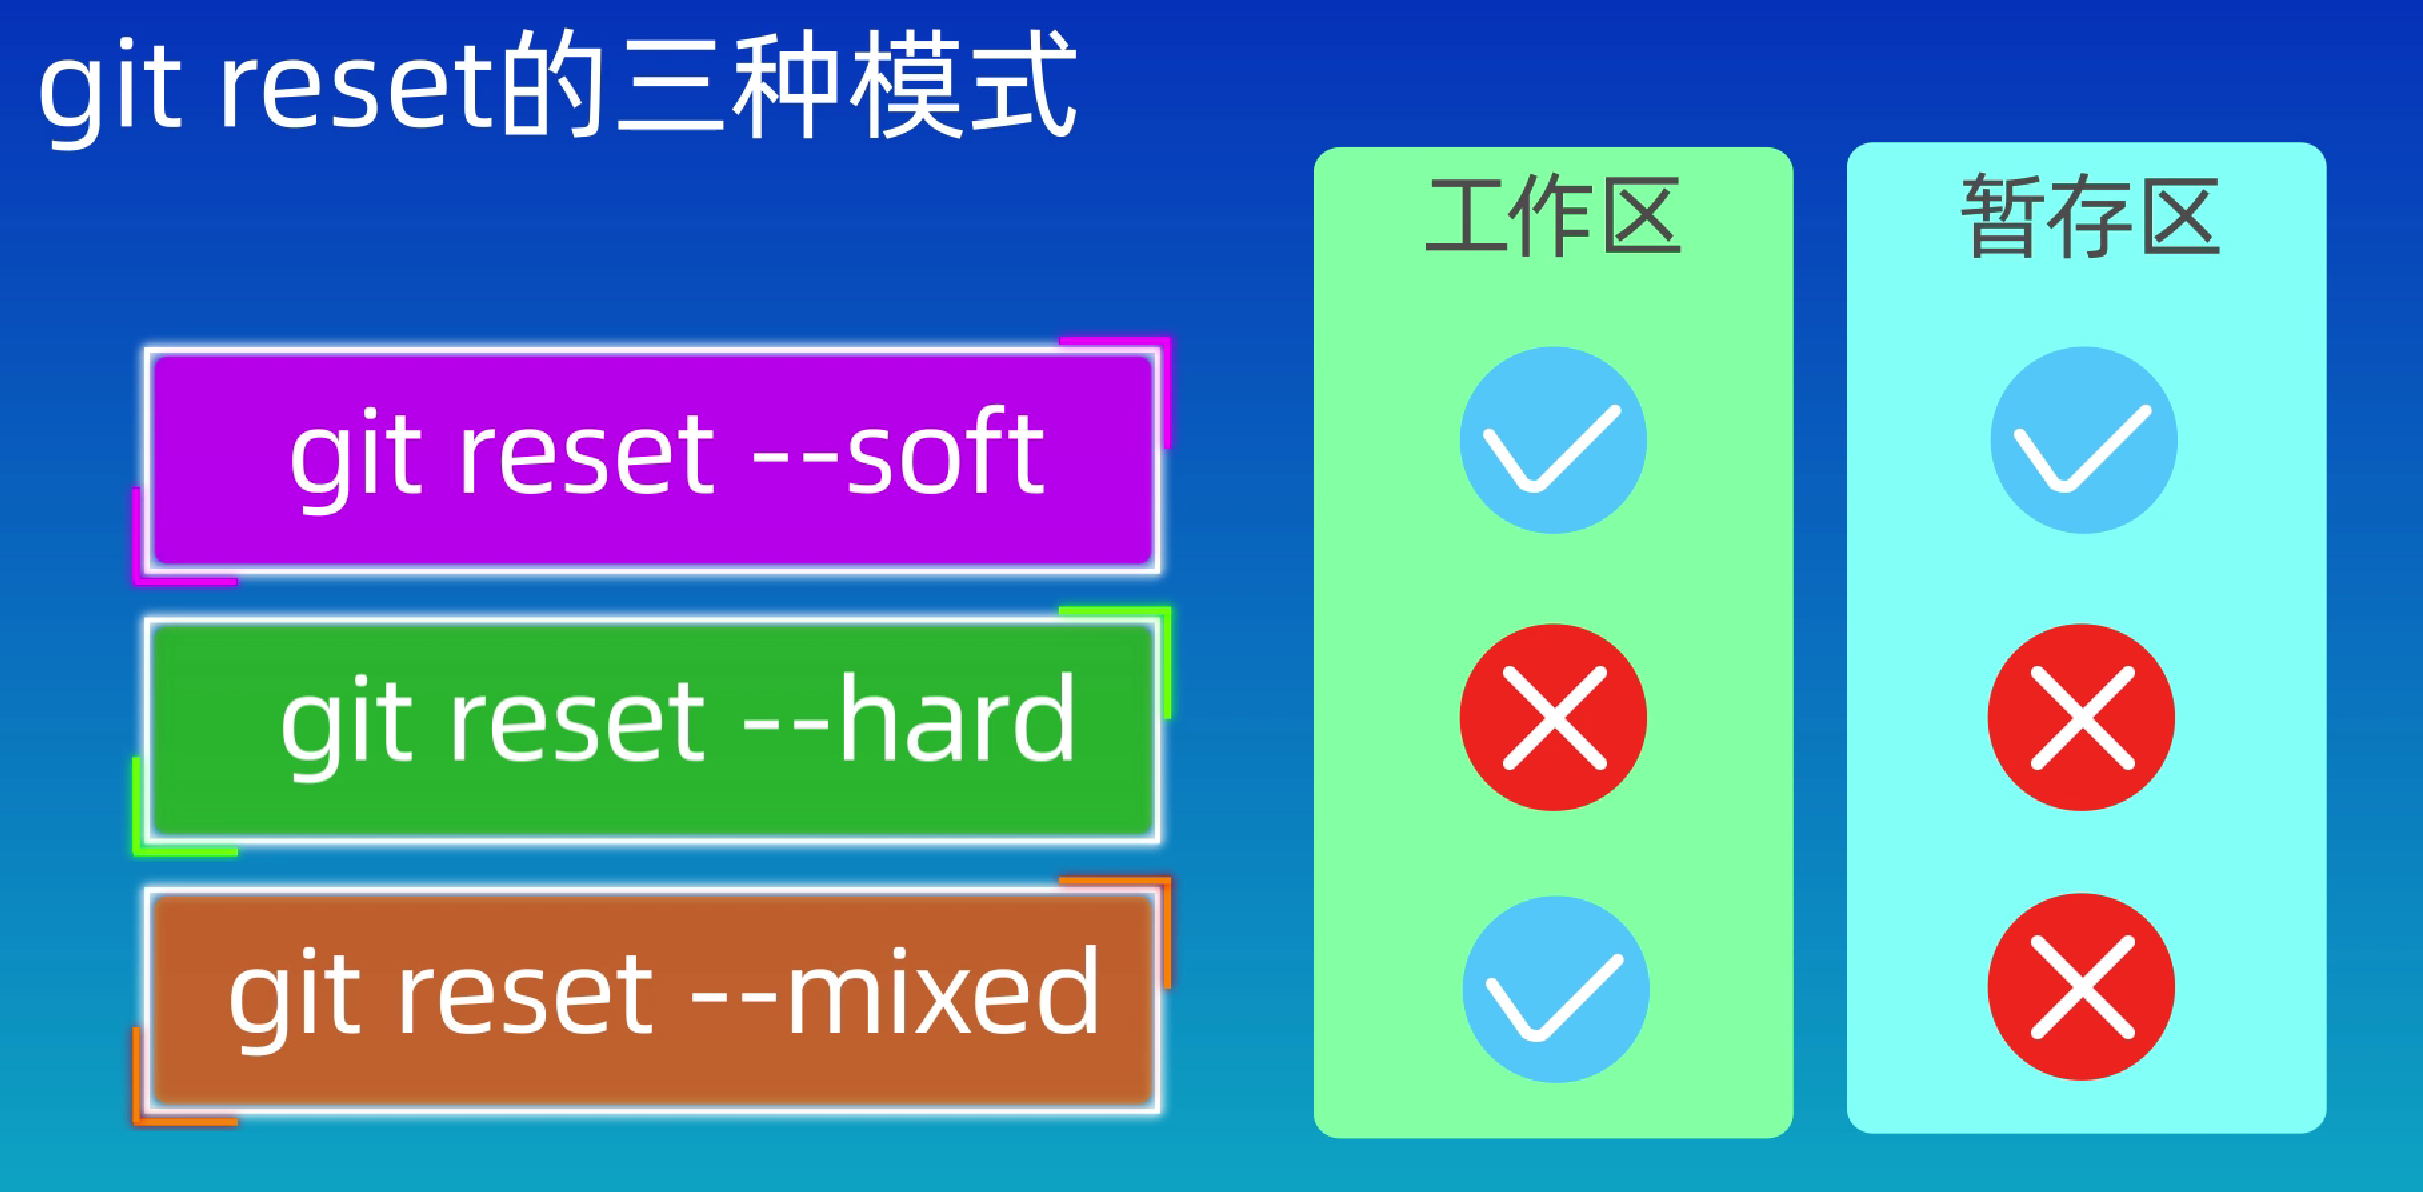 git reset的三种模式
工作区
暂存区
git reset --soft
git reset --hard
git reset --mixed